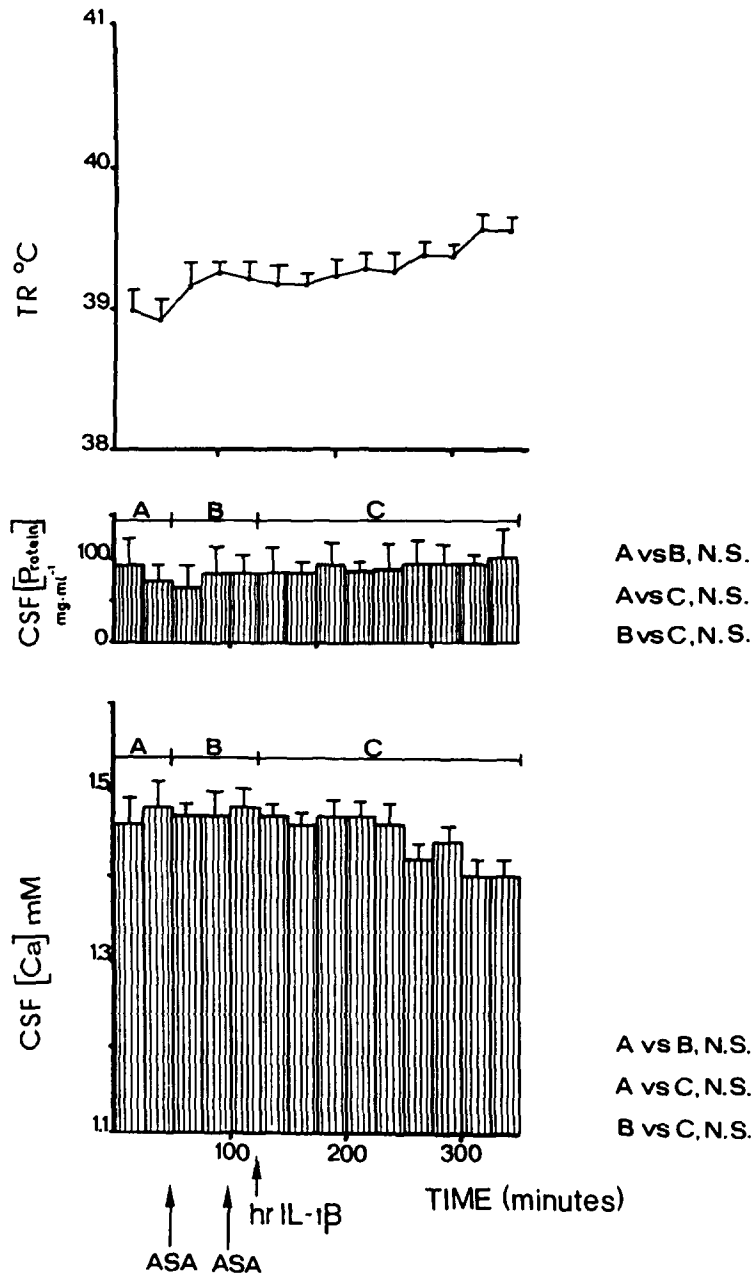 41
40
39
38
TR °C
A B C
100
0
CSF [Protein]
mg·ml⁻¹
A vs B, N.S.
A vs C, N.S.
B vs C, N.S.
A B C
1.5
1.3
1.1
CSF [Ca] mM
A vs B, N.S.
A vs C, N.S.
B vs C, N.S.
100 200 300
TIME (minutes)
hr IL-1β
ASA ASA